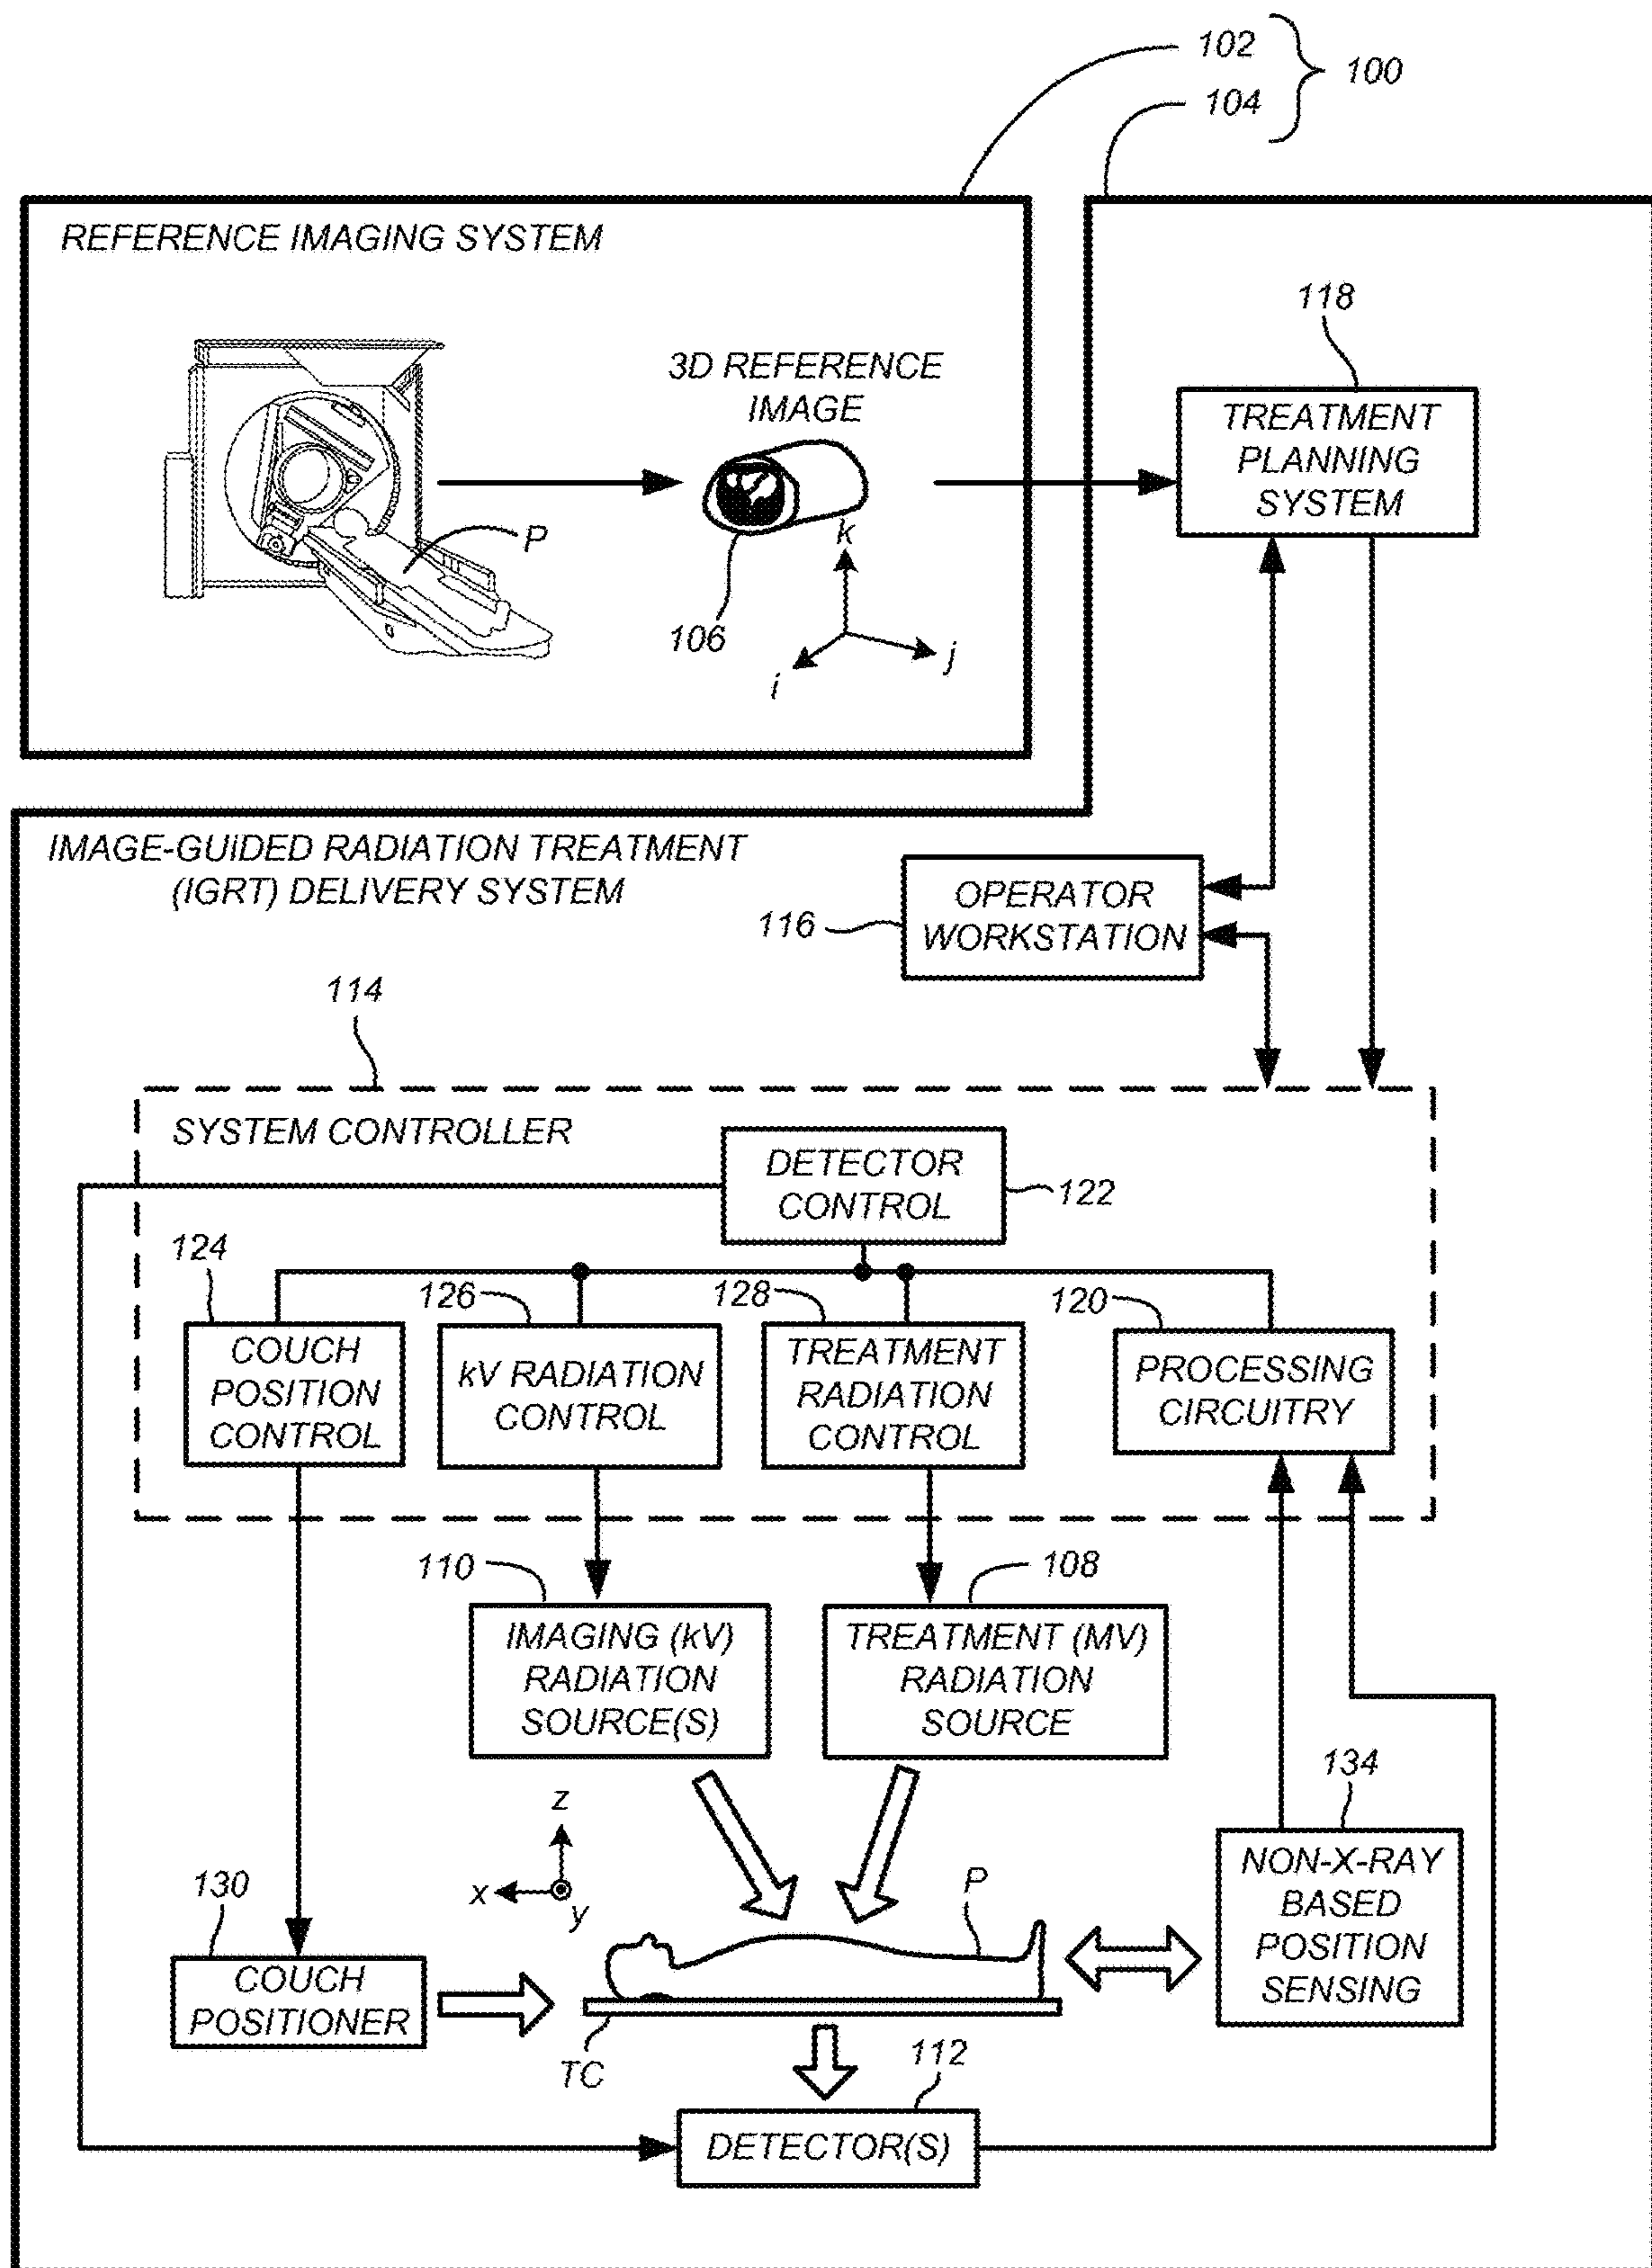 102
100
104
REFERENCE IMAGING SYSTEM
3D REFERENCE
IMAGE
P
106
k
j
i
118
TREATMENT
PLANNING
SYSTEM
IMAGE-GUIDED RADIATION TREATMENT
(IGRT) DELIVERY SYSTEM
116
OPERATOR
WORKSTATION
114
SYSTEM CONTROLLER
DETECTOR
CONTROL
122
124
126
128
120
COUCH
POSITION
CONTROL
kV RADIATION
CONTROL
TREATMENT
RADIATION
CONTROL
PROCESSING
CIRCUITRY
110
108
IMAGING (kV)
RADIATION
SOURCE(S)
TREATMENT (MV)
RADIATION
SOURCE
134
z
x
y
P
NON-X-RAY
BASED
POSITION
SENSING
130
COUCH
POSITIONER
TC
112
DETECTOR(S)